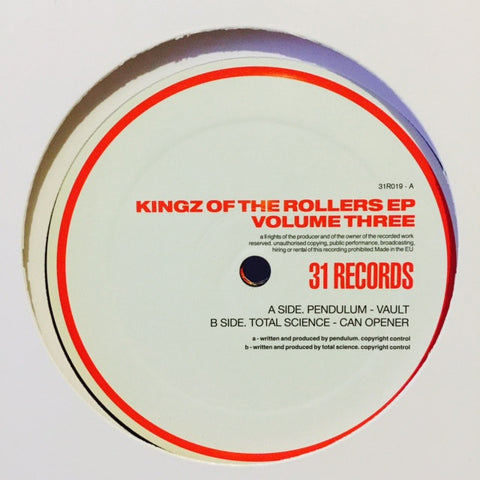 31R019 - A
KINGZ OF THE ROLLERS EP
VOLUME THREE
all rights of the producer and of the owner of the recorded work
reserved. unauthorised copying, public performance, broadcasting,
hiring or rental of this recording prohibited. Made in the EU
31 RECORDS
A SIDE. PENDULUM - VAULT
B SIDE. TOTAL SCIENCE - CAN OPENER
a - written and produced by pendulum. copyright control
b - written and produced by total science. copyright control